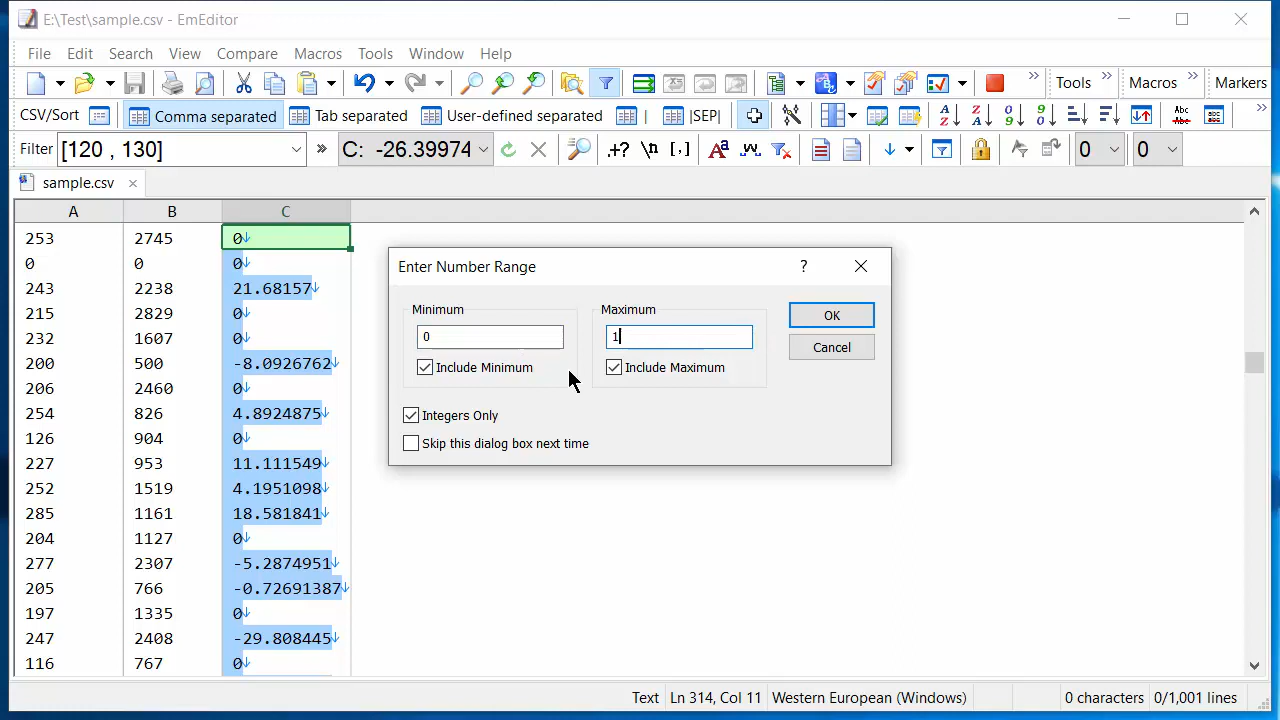 E:\Test\sample.csv - EmEditor
File Edit Search View Compare Macros Tools Window Help
» Tools » Macros » Markers
CSV/Sort Comma separated Tab separated User-defined separated | |SEP| A Z Z A 0 9 9 0 Abc Abc »
Filter [120 , 130] » C: -26.39974 .+? \n [,] A W 0 0
sample.csv ×
A B C
253 2745 0↓
0 0 0↓
243 2238 21.68157↓
215 2829 0↓
232 1607 0↓
200 500 -8.0926762↓
206 2460 0↓
254 826 4.8924875↓
126 904 0↓
227 953 11.111549↓
252 1519 4.1951098↓
285 1161 18.581841↓
204 1127 0↓
277 2307 -5.2874951↓
205 766 -0.72691387↓
197 1335 0↓
247 2408 -29.808445↓
116 767 0↓
Enter Number Range ?
Minimum Maximum
0 1 OK
Include Minimum Include Maximum Cancel
Integers Only
Skip this dialog box next time
Text Ln 314, Col 11 Western European (Windows) 0 characters 0/1,001 lines